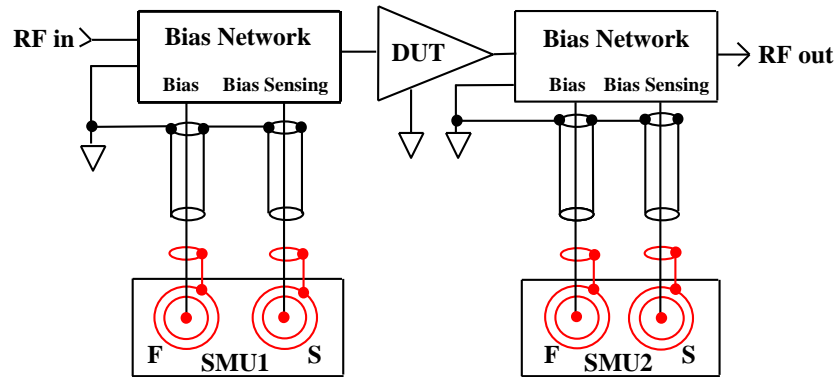 RF in
Bias Network
Bias Bias Sensing
DUT
Bias Network
Bias Bias Sensing
RF out
F SMU1 S
F SMU2 S